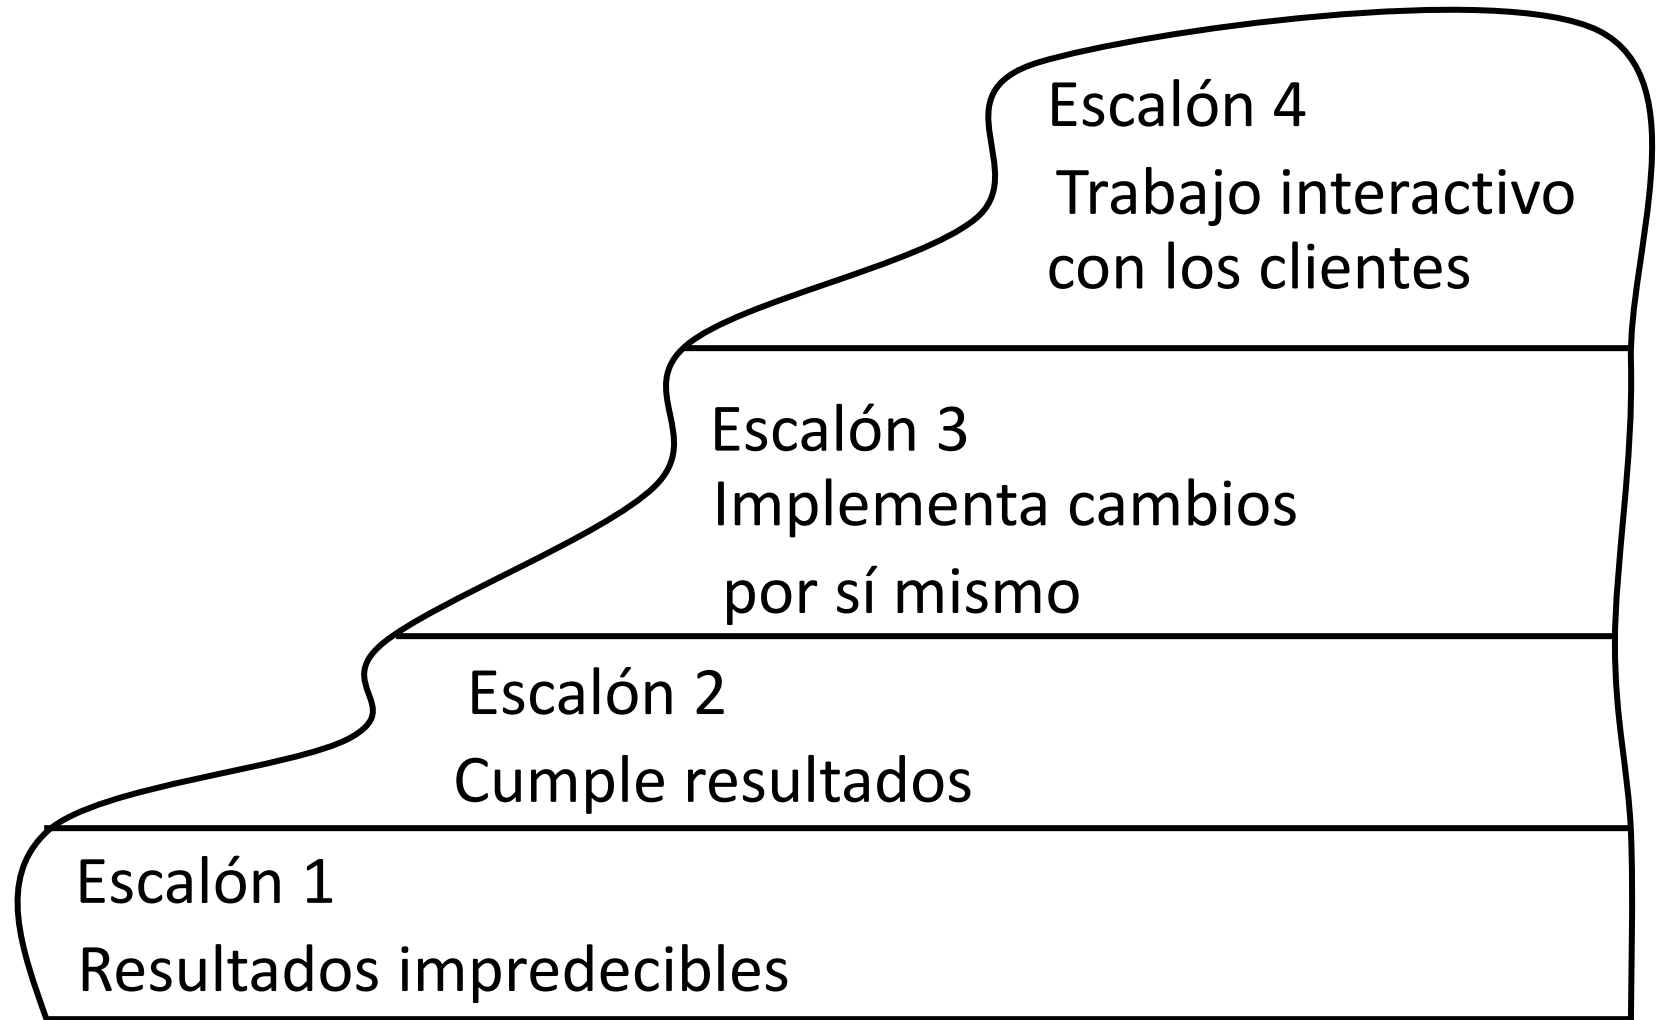 Escalón 4
Trabajo interactivo
con los clientes
Escalón 3
Implementa cambios
por sí mismo
Escalón 2
Cumple resultados
Escalón 1
Resultados impredecibles